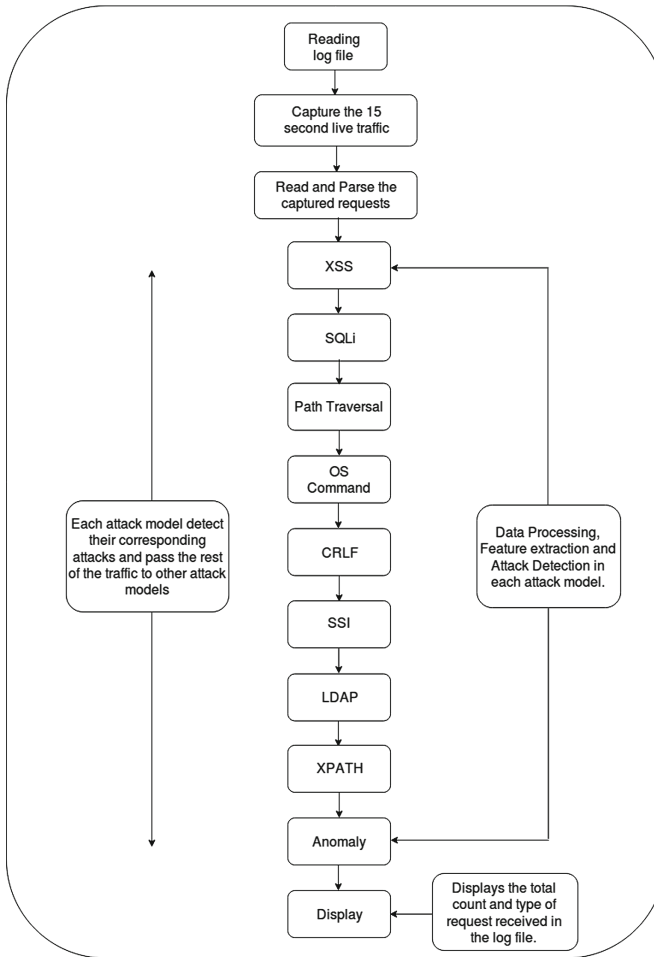 Reading
log file
Capture the 15
second live traffic
Read and Parse the
captured requests
XSS
SQLi
Path Traversal
OS
Command
CRLF
SSI
LDAP
XPATH
Anomaly
Display
Each attack model detect
their corresponding
attacks and pass the rest
of the traffic to other attack
models
Data Processing,
Feature extraction and
Attack Detection in
each attack model.
Displays the total
count and type of
request received in
the log file.